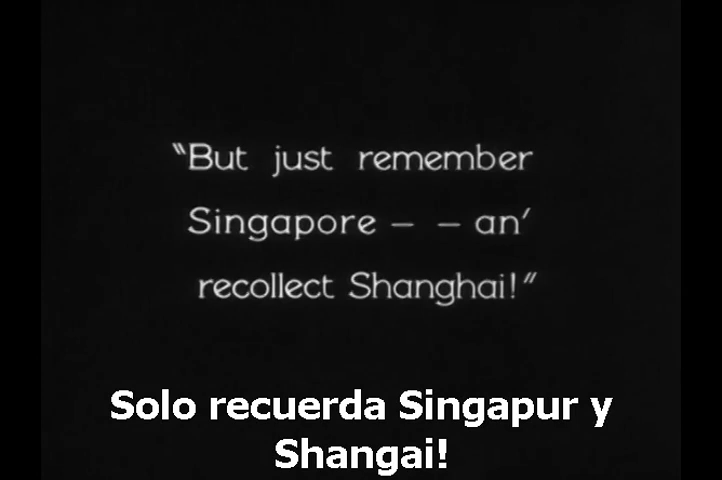 "But just remember
Singapore — — an'
recollect Shanghai!"
Solo recuerda Singapur y
Shangai!